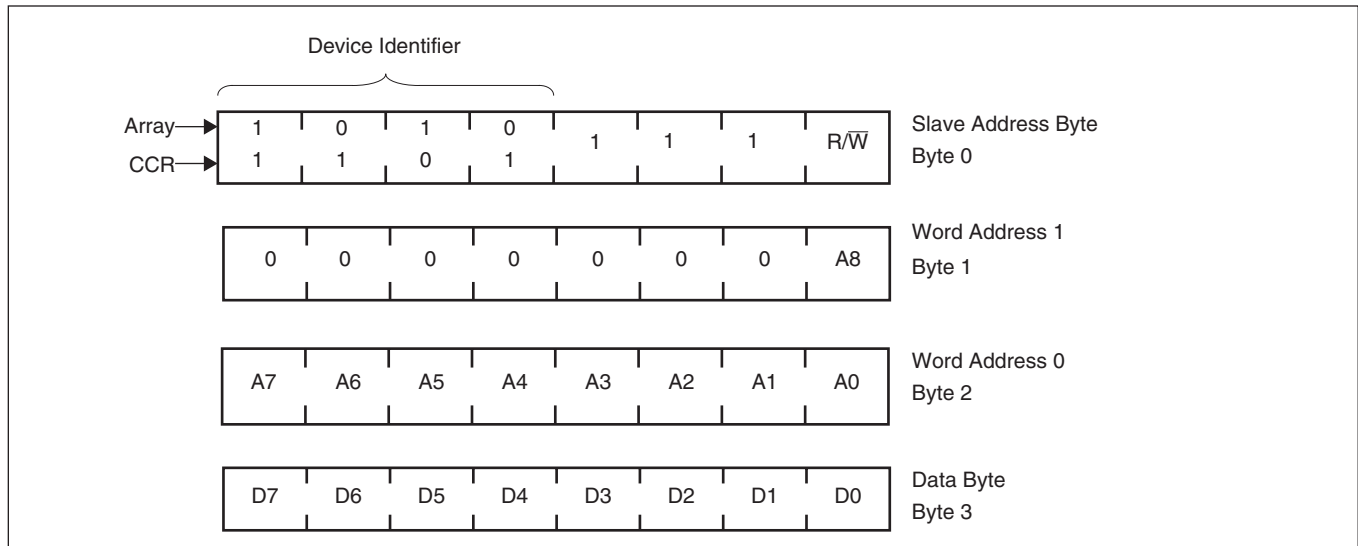 Device Identifier
Array 1 0 1 0 1 1 1 R/W̅ Slave Address Byte
CCR 1 1 0 1 Byte 0
Word Address 1
0 0 0 0 0 0 0 A8 Byte 1
Word Address 0
A7 A6 A5 A4 A3 A2 A1 A0 Byte 2
Data Byte
D7 D6 D5 D4 D3 D2 D1 D0 Byte 3